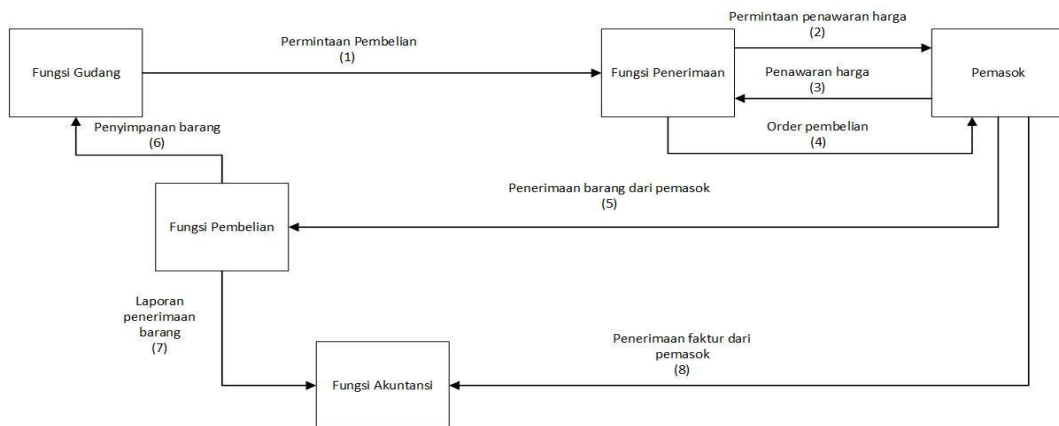 Permintaan penawaran harga
(2)
Permintaan Pembelian
(1)
Fungsi Gudang
Fungsi Penerimaan
Penawaran harga
(3)
Pemasok
Penyimpanan barang
(6)
Order pembelian
(4)
Penerimaan barang dari pemasok
(5)
Fungsi Pembelian
Laporan
penerimaan
barang
(7)
Penerimaan faktur dari
pemasok
(8)
Fungsi Akuntansi